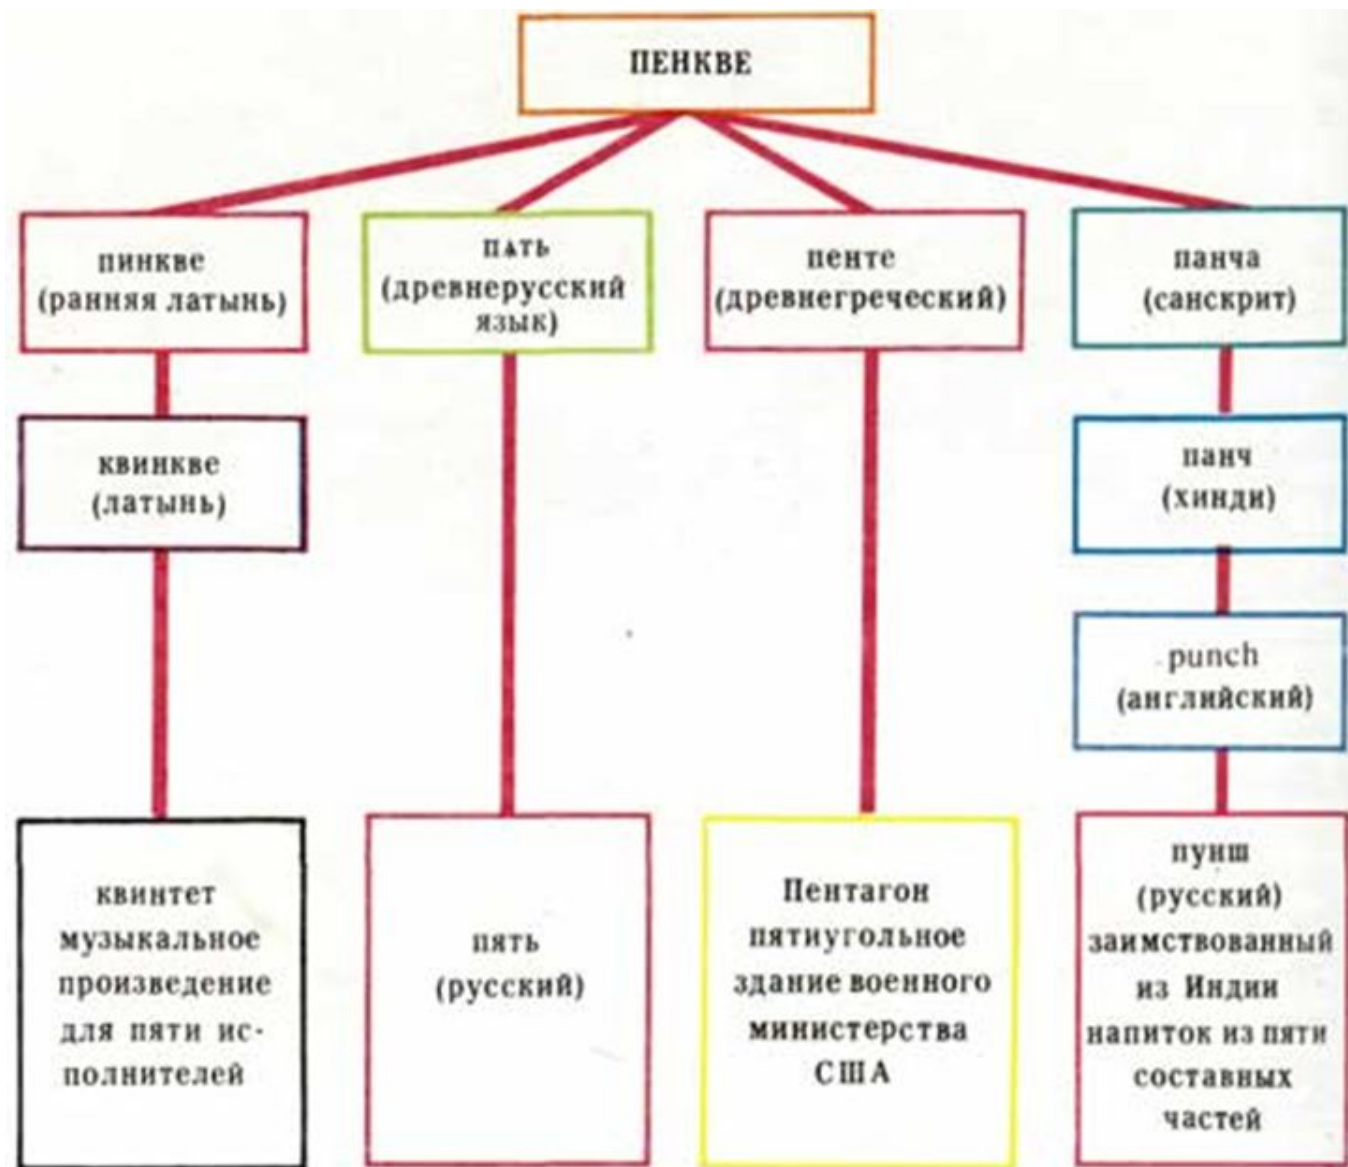 ПЕНКВЕ
пинкве
(ранняя латынь)
пѧть
(древнерусский
язык)
пенте
(древнегреческий)
панча
(санскрит)
квинкве
(латынь)
панч
(хинди)
punch
(английский)
квинтет
музыкальное
произведение
для пяти ис-
полнителей
пять
(русский)
Пентагон
пятиугольное
здание военного
министерства
США
пунш
(русский)
заимствованный
из Индии
напиток из пяти
составных
частей